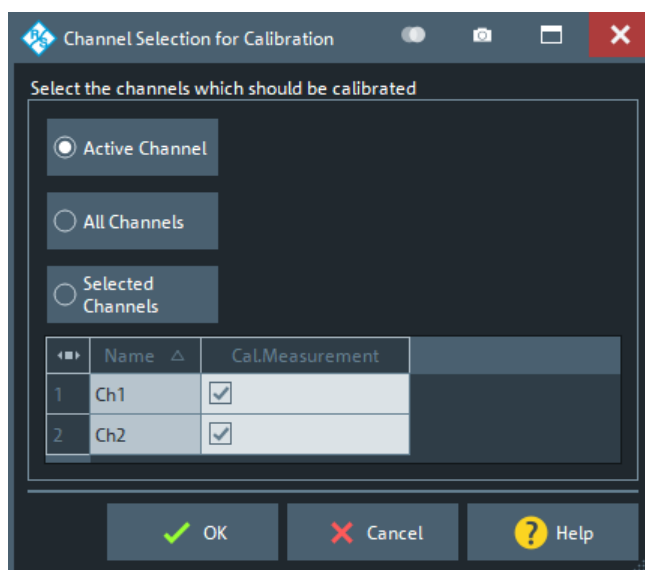 R&S Channel Selection for Calibration
Select the channels which should be calibrated
Active Channel
All Channels
Selected
Channels
Name Cal.Measurement
1 Ch1
2 Ch2
OK Cancel ? Help